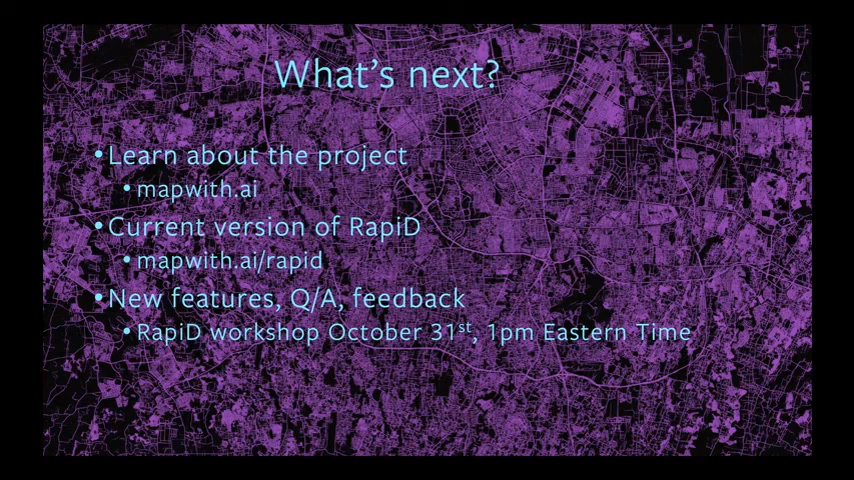 What's next?
• Learn about the project
• mapwith.ai
• Current version of RapiD
• mapwith.ai/rapid
• New features, Q/A, feedback
• RapiD workshop October 31st, 1pm Eastern Time